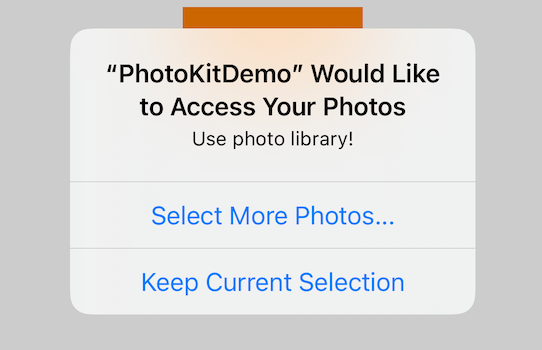 “PhotoKitDemo” Would Like
to Access Your Photos
Use photo library!
Select More Photos...
Keep Current Selection